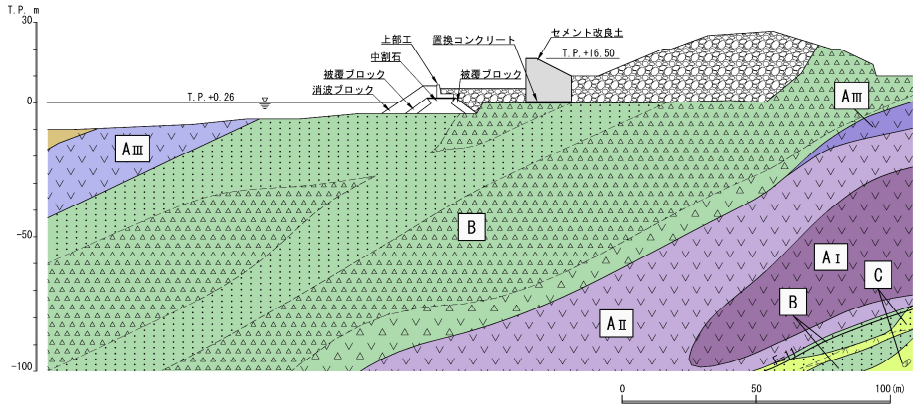 T.P. m
30
上部工
置換コンクリート
セメント改良土
中割石
T.P.+16.50
被覆ブロック
被覆ブロック
消波ブロック
T.P.+0.26
0
AⅢ
AⅢ
B
-50
AⅠ
C
B
AⅡ
F-11
-100
0
50
100(m)